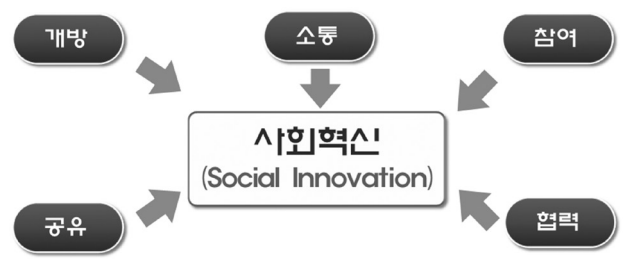 개방
소통
참여
사회혁신
(Social Innovation)
공유
협력